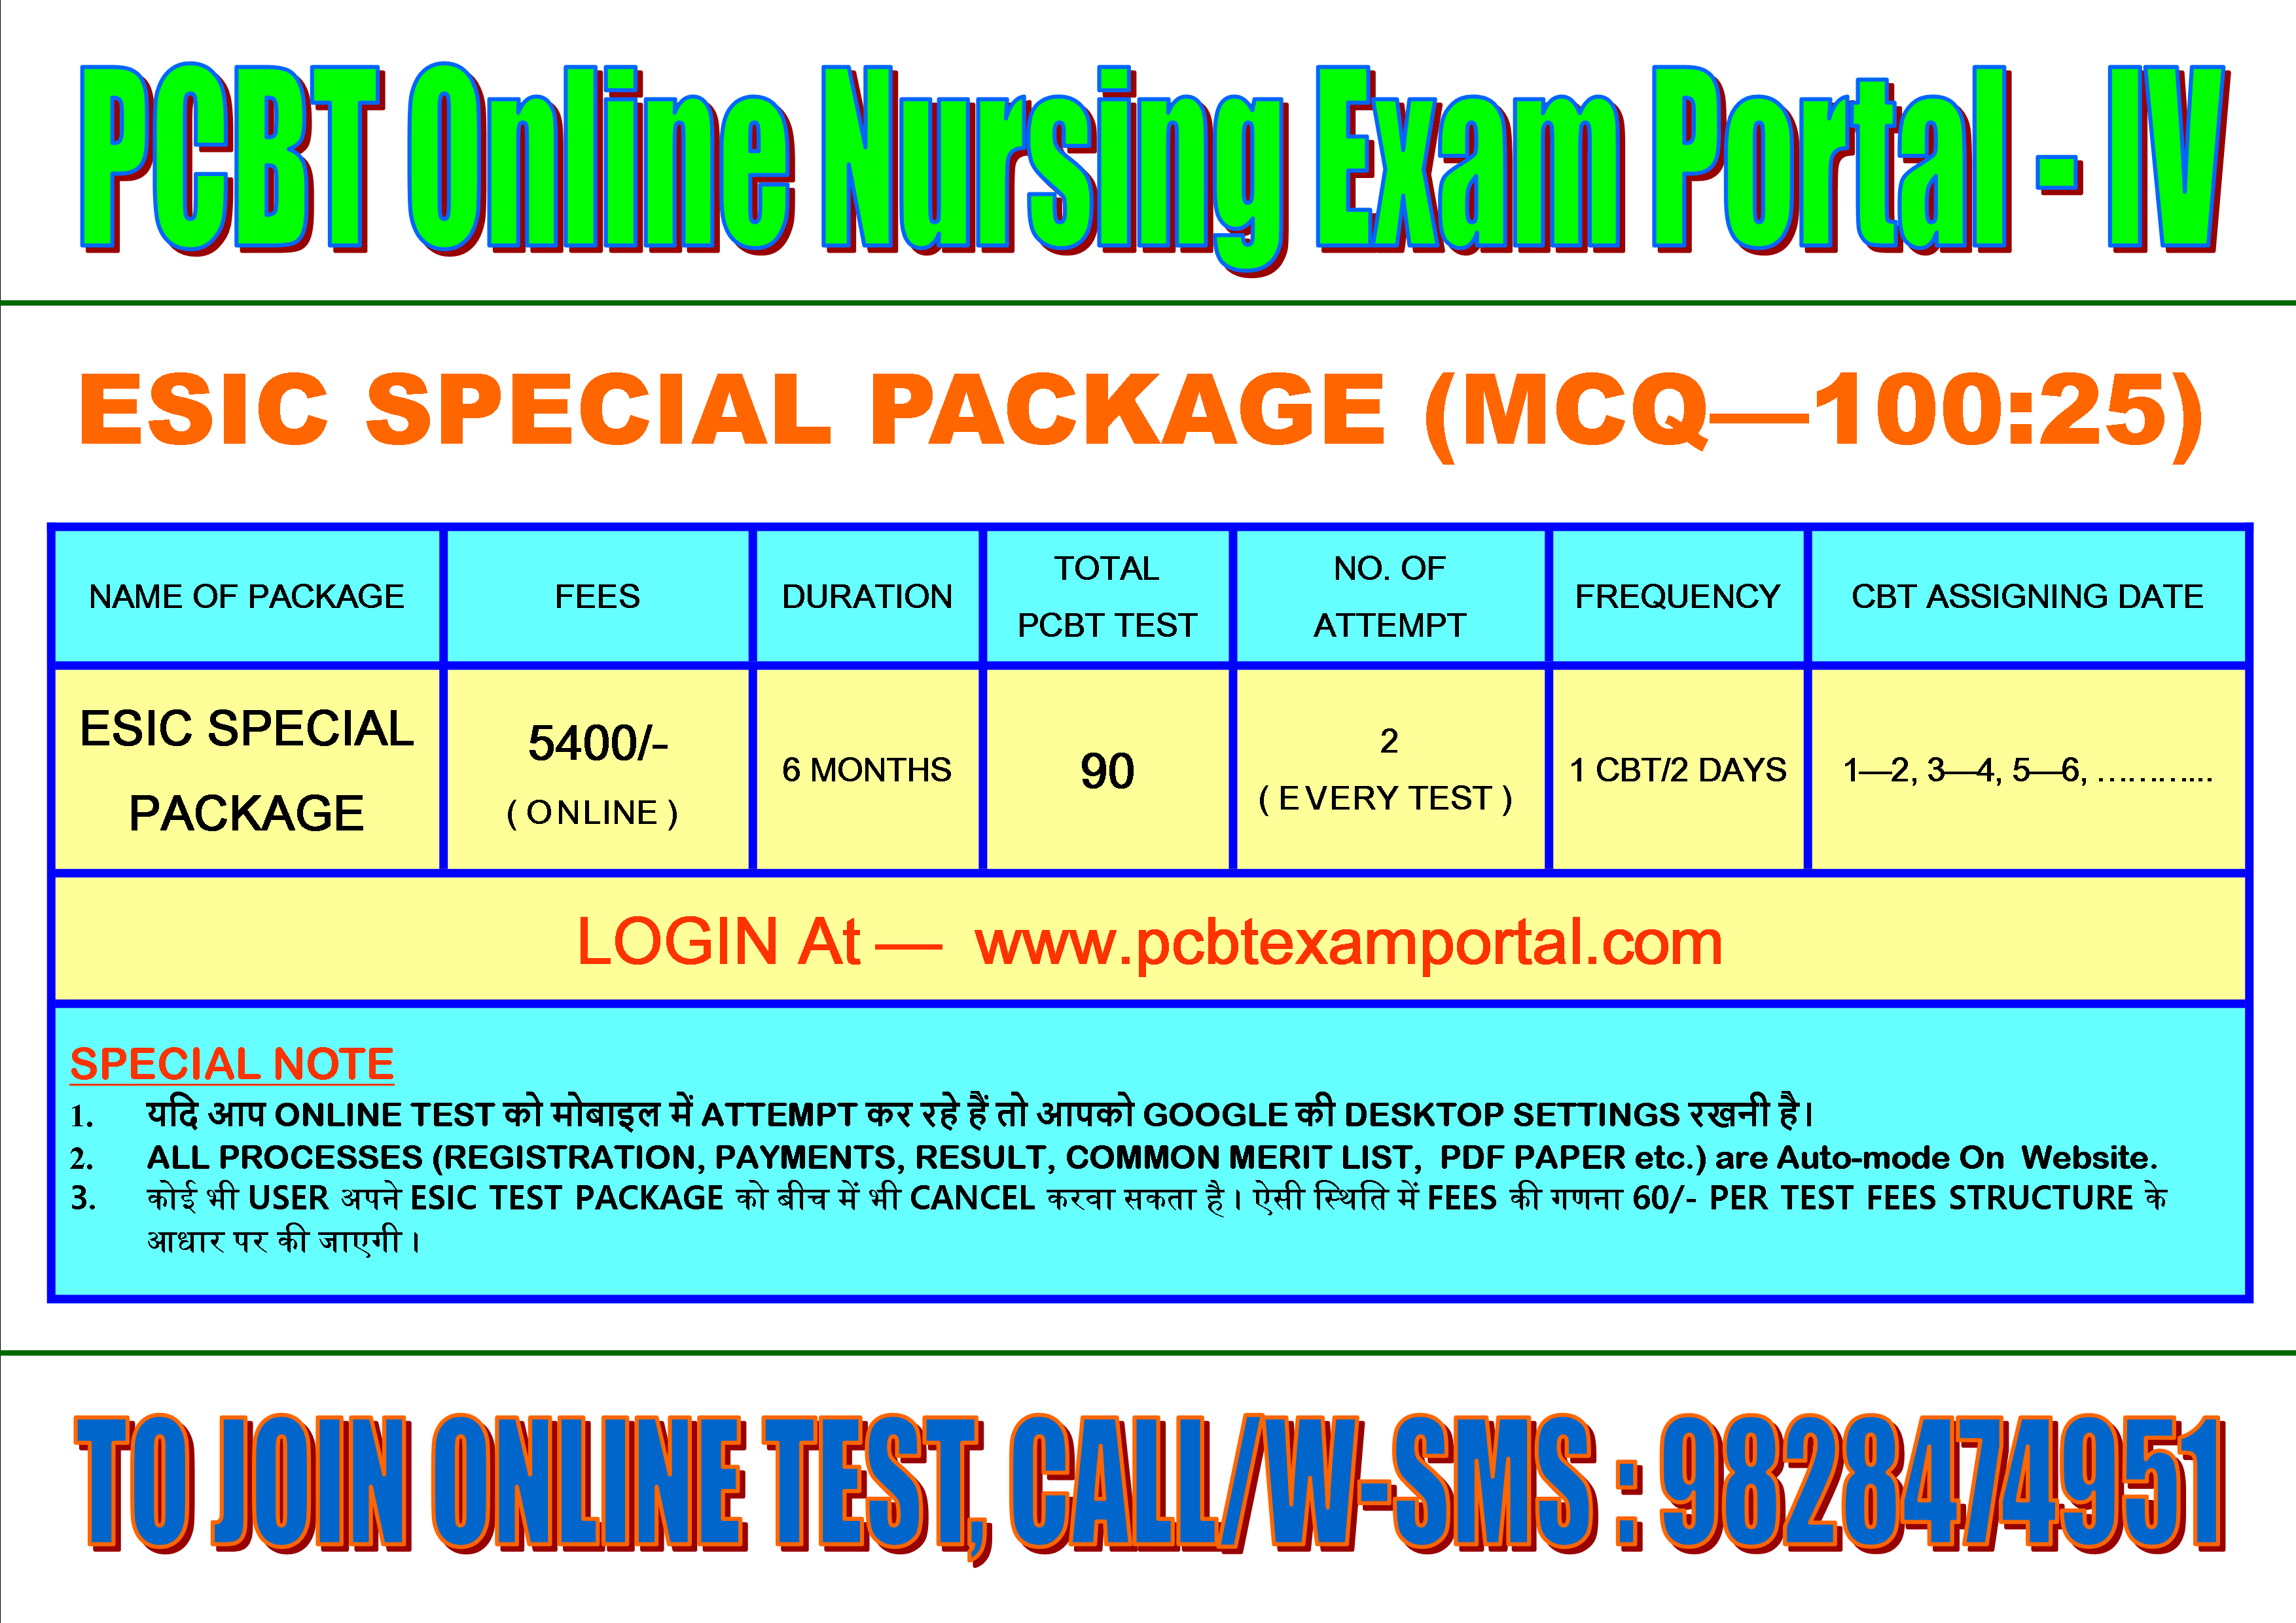 PCBT Online Nursing Exam Portal - IV
ESIC SPECIAL PACKAGE (MCQ—100:25)
NAME OF PACKAGE
FEES
DURATION
TOTAL
PCBT TEST
NO. OF
ATTEMPT
FREQUENCY
CBT ASSIGNING DATE
ESIC SPECIAL
PACKAGE
5400/-
( ONLINE )
6 MONTHS
90
2
( EVERY TEST )
1 CBT/2 DAYS
1—2, 3—4, 5—6, ………...
LOGIN At — www.pcbtexamportal.com
SPECIAL NOTE
1. यदि आप ONLINE TEST को मोबाइल में ATTEMPT कर रहे हैं तो आपको GOOGLE की DESKTOP SETTINGS रखनी है।
2. ALL PROCESSES (REGISTRATION, PAYMENTS, RESULT, COMMON MERIT LIST, PDF PAPER etc.) are Auto-mode On Website.
3. कोई भी USER अपने ESIC TEST PACKAGE को बीच में भी CANCEL करवा सकता है। ऐसी स्थिति में FEES की गणना 60/- PER TEST FEES STRUCTURE के
आधार पर की जाएगी।
TO JOIN ONLINE TEST, CALL/W-SMS : 9828474951